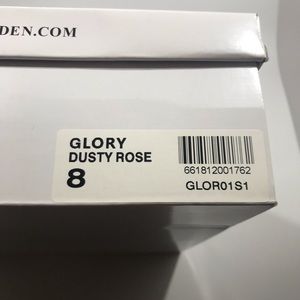 DEN.COM
GLORY
DUSTY ROSE
8
661812001762
GLOR01S1